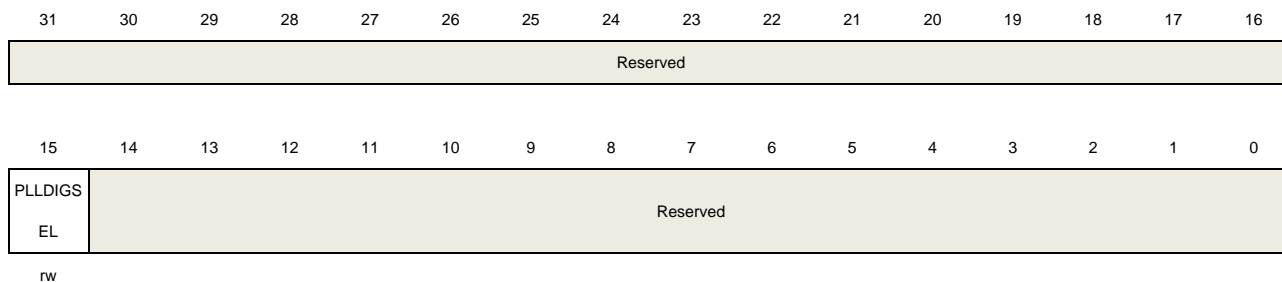 31 30 29 28 27 26 25 24 23 22 21 20 19 18 17 16
Reserved
15 14 13 12 11 10 9 8 7 6 5 4 3 2 1 0
PLLDIGS
EL
Reserved
rw